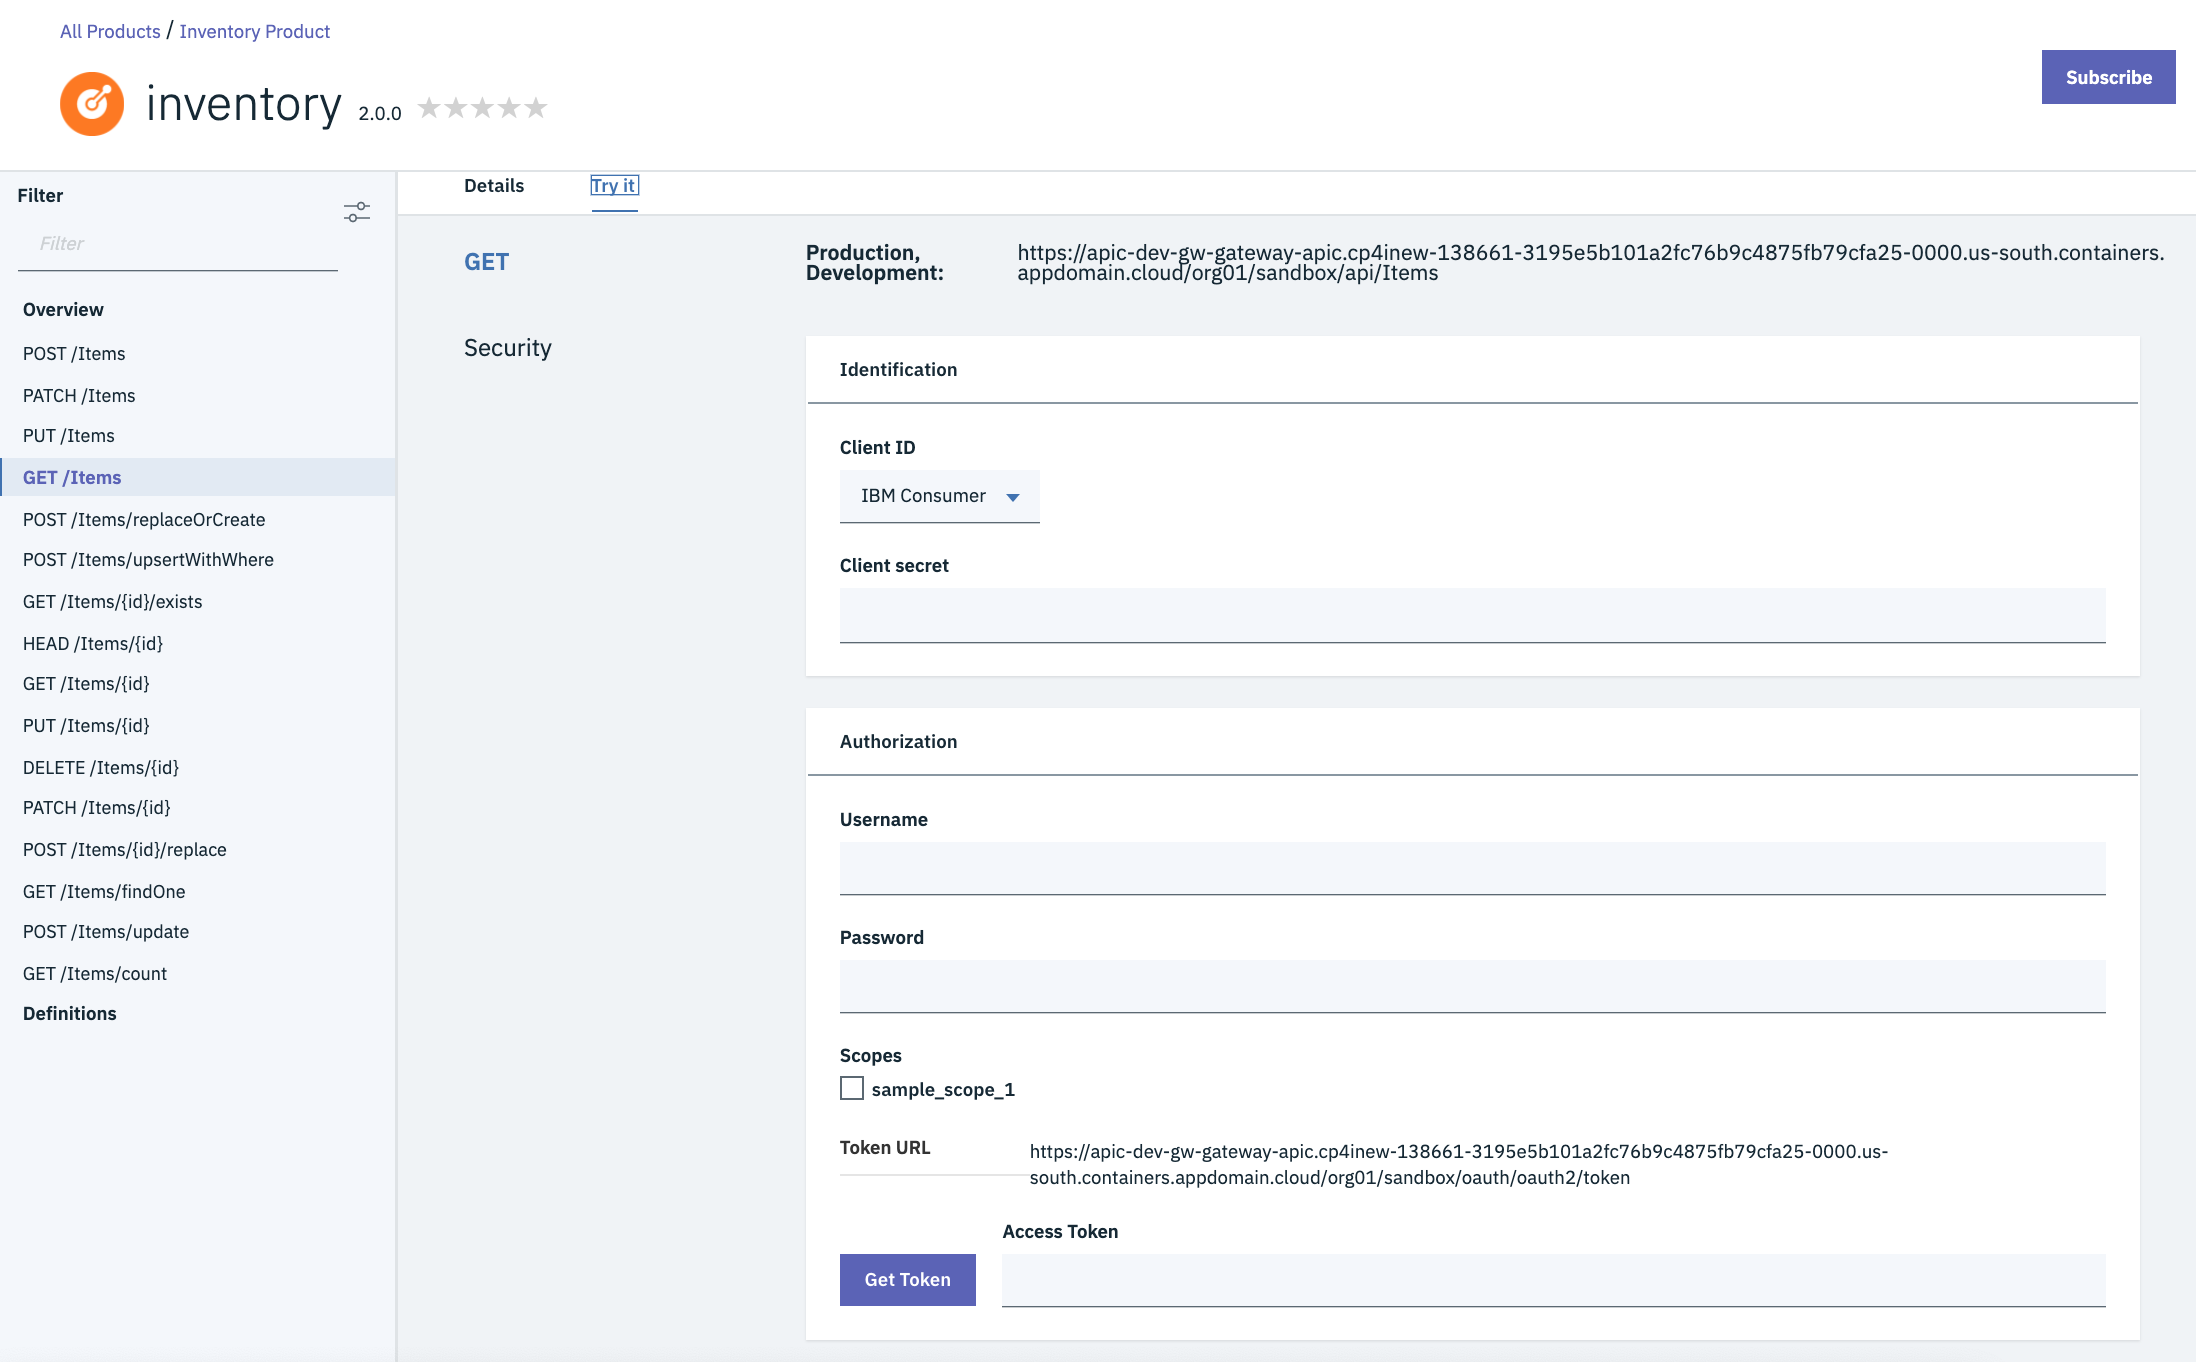 All Products / Inventory Product
inventory 2.0.0
Subscribe
Filter
Filter
Overview
POST /Items
PATCH /Items
PUT /Items
GET /Items
POST /Items/replaceOrCreate
POST /Items/upsertWithWhere
GET /Items/{id}/exists
HEAD /Items/{id}
GET /Items/{id}
PUT /Items/{id}
DELETE /Items/{id}
PATCH /Items/{id}
POST /Items/{id}/replace
GET /Items/findOne
POST /Items/update
GET /Items/count
Definitions
Details Try it
GET
Production,
Development:
https://apic-dev-gw-gateway-apic.cp4inew-138661-3195e5b101a2fc76b9c4875fb79cfa25-0000.us-south.containers.
appdomain.cloud/org01/sandbox/api/Items
Security
Identification
Client ID
IBM Consumer
Client secret
Authorization
Username
Password
Scopes
sample_scope_1
Token URL
https://apic-dev-gw-gateway-apic.cp4inew-138661-3195e5b101a2fc76b9c4875fb79cfa25-0000.us-
south.containers.appdomain.cloud/org01/sandbox/oauth/oauth2/token
Access Token
Get Token